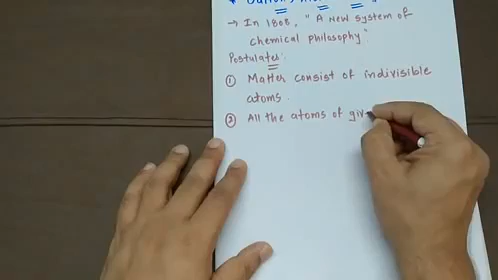 → In 1808, "A New system of
chemical philosophy".
Postulates:
① Matter consist of indivisible
atoms.
② All the atoms of giv